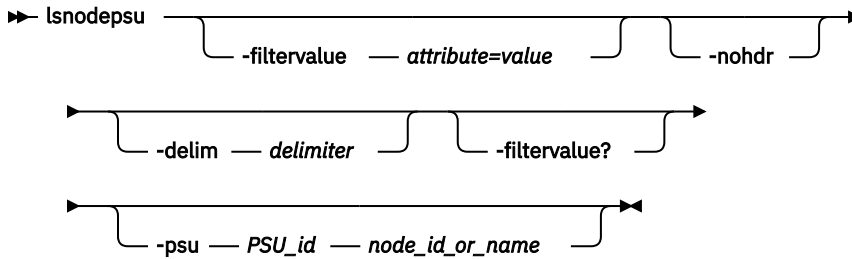 lsnodepsu
-filtervalue attribute=value -nohdr
-delim delimiter -filtervalue?
-psu PSU_id node_id_or_name